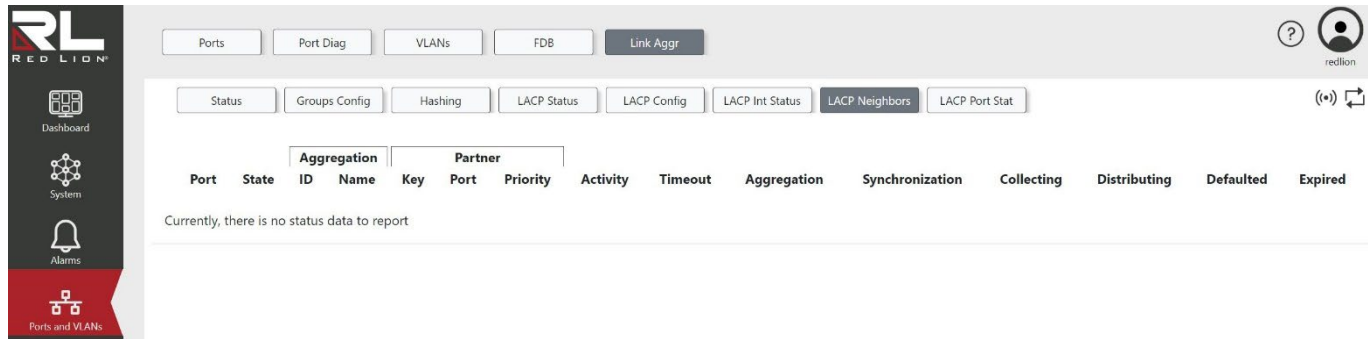 RL
RED LION®
Ports Port Diag VLANs FDB Link Aggr
?
redlion
Status Groups Config Hashing LACP Status LACP Config LACP Int Status LACP Neighbors LACP Port Stat
Dashboard
System
Alarms
Ports and VLANs
Aggregation Partner
Port State ID Name Key Port Priority Activity Timeout Aggregation Synchronization Collecting Distributing Defaulted Expired
Currently, there is no status data to report